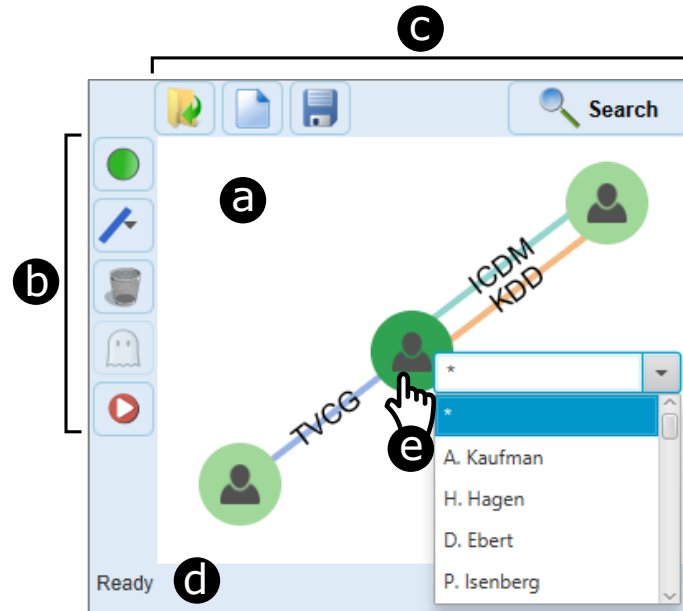 c
Search
a
b
ICDM
KDD
*
TVCG
*
e
A. Kaufman
H. Hagen
D. Ebert
P. Isenberg
Ready
d